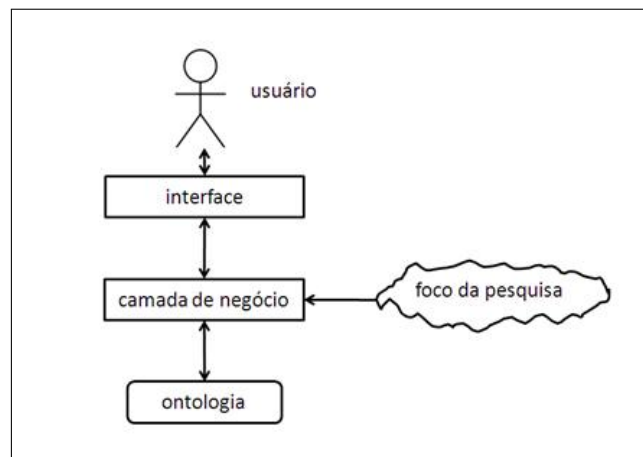 usuário
interface
camada de negócio
foco da pesquisa
ontologia